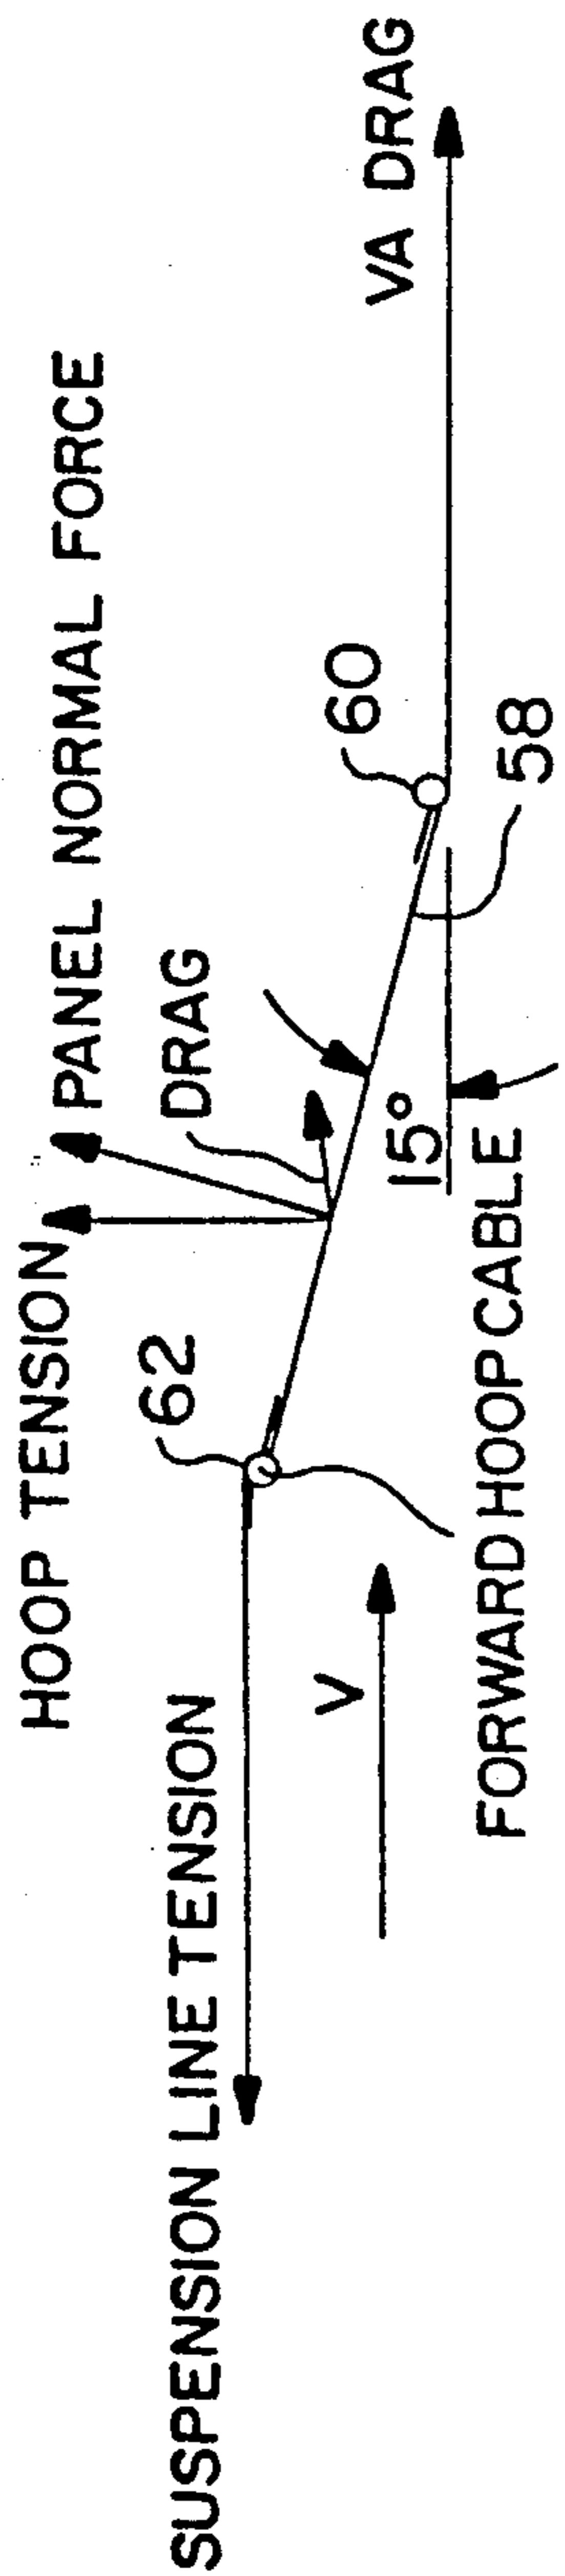 HOOP TENSION
PANEL NORMAL FORCE
SUSPENSION LINE TENSION
62
DRAG
60
VA DRAG
V
15°
58
FORWARD HOOP CABLE